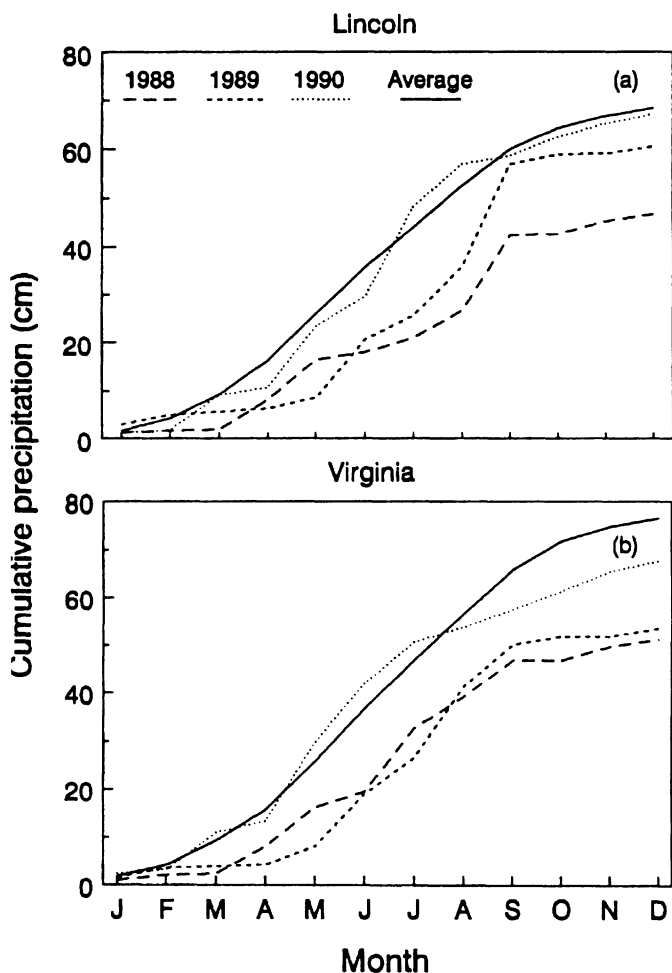 Lincoln
80
1988 1989 1990 Average (a)
60
40
20
0
Virginia
80
(b)
60
40
20
0
J F M A M J J A S O N D
Month
Cumulative precipitation (cm)